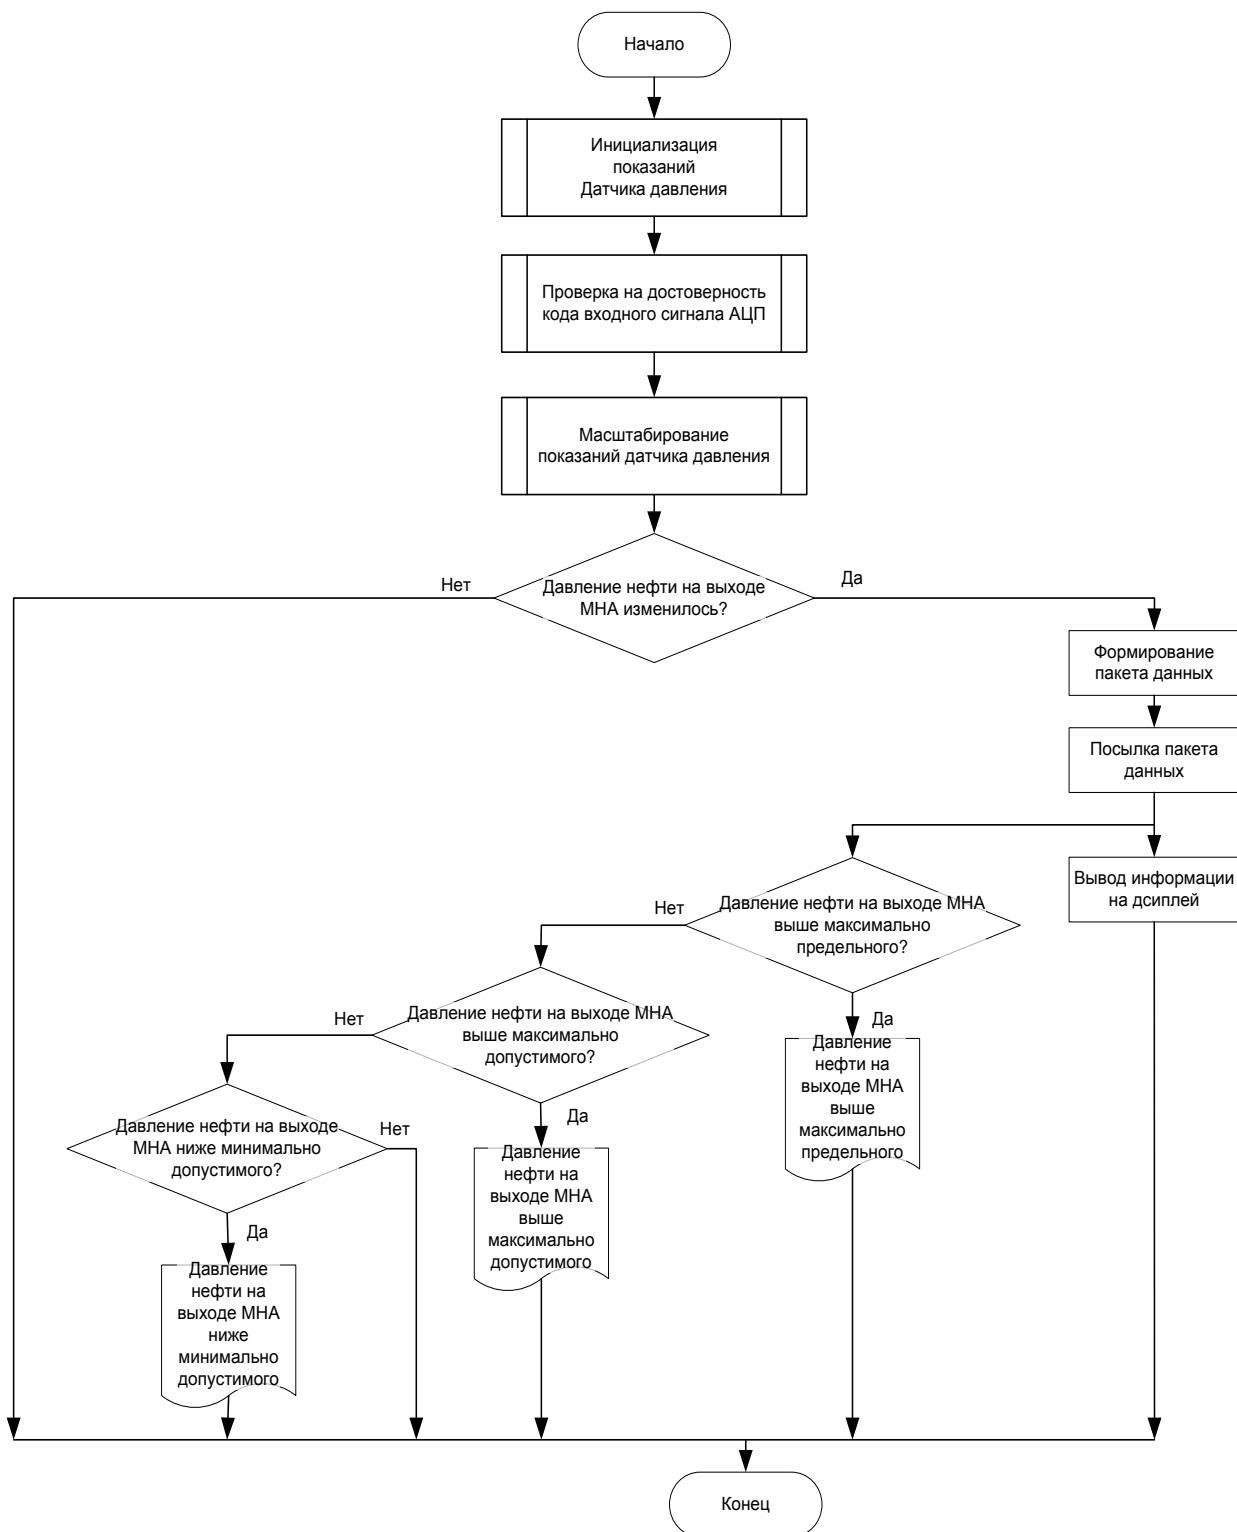 Начало
Инициализация
показаний
Датчика давления
Проверка на достоверность
кода входного сигнала АЦП
Масштабирование
показаний датчика давления
Нет
Давление нефти на выходе
МНА изменилось?
Да
Формирование
пакета данных
Посылка пакета
данных
Вывод информации
на дсиплей
Нет
Давление нефти на выходе МНА
выше максимально
предельного?
Да
Давление
нефти на
выходе МНА
выше
максимально
предельного
Нет
Давление нефти на выходе МНА
выше максимально
допустимого?
Да
Давление
нефти на
выходе МНА
выше
максимально
допустимого
Давление нефти на выходе
МНА ниже минимально
допустимого?
Нет
Да
Давление
нефти на
выходе МНА
ниже
минимально
допустимого
Конец